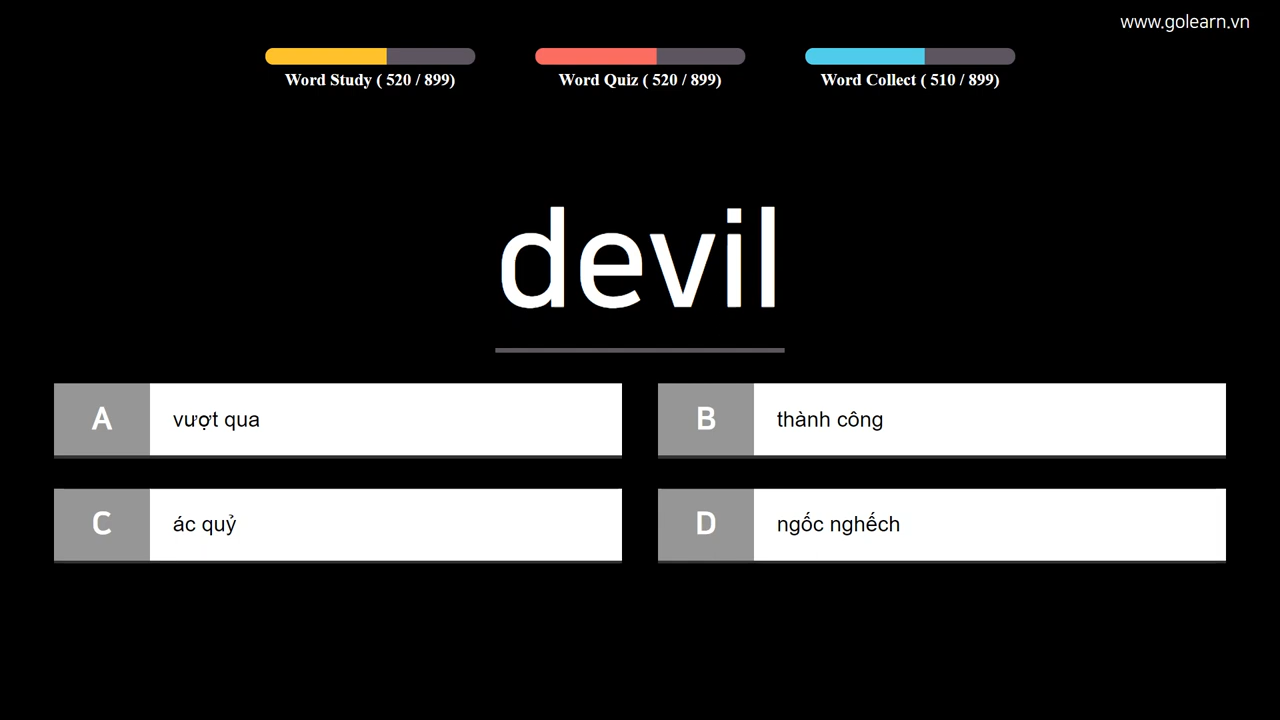 www.golearn.vn
Word Study ( 520 / 899)
Word Quiz ( 520 / 899)
Word Collect ( 510 / 899)
devil
A vượt qua
B thành công
C ác quỷ
D ngốc nghếch